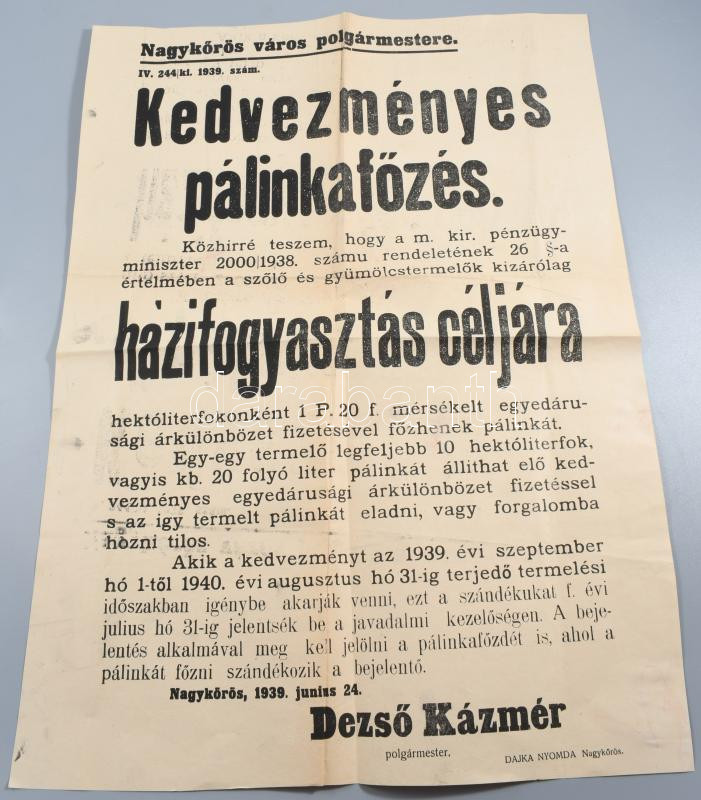 Nagykőrös város polgármestere.
IV. 244/ki. 1939. szám.
Kedvezményes
pálinkafőzés.
Közhirré teszem, hogy a m. kir. pénzügy-
miniszter 2000/1938. számu rendeletének 26 §-a
értelmében a szőlő és gyümölcstermelők kizárólag
házifogyasztás céljára
darabanth
hektóliterfokonként 1 P. 20 f. mérsékelt egyedáru-
sági árkülönbözet fizetésével főzhenek pálinkát.
Egy-egy termelő legfeljebb 10 hektóliterfok,
vagyis kb. 20 folyó liter pálinkát állithat elő ked-
vezményes egyedárusági árkülönbözet fizetéssel
s az igy termelt pálinkát eladni, vagy forgalomba
hozni tilos.
Akik a kedvezményt az 1939. évi szeptember
hó 1-től 1940. évi augusztus hó 31-ig terjedő termelési
időszakban igénybe akarják venni, ezt a szándékukat f. évi
julius hó 31-ig jelentsék be a javadalmi kezelőségen. A beje-
lentés alkalmával meg kell jelölni a pálinkafőzdét is, ahol a
pálinkát főzni szándékozik a bejelentő.
Nagykőrös, 1939. junius 24.
Dezső Kázmér
polgármester.
DAJKA NYOMDA Nagykőrös.